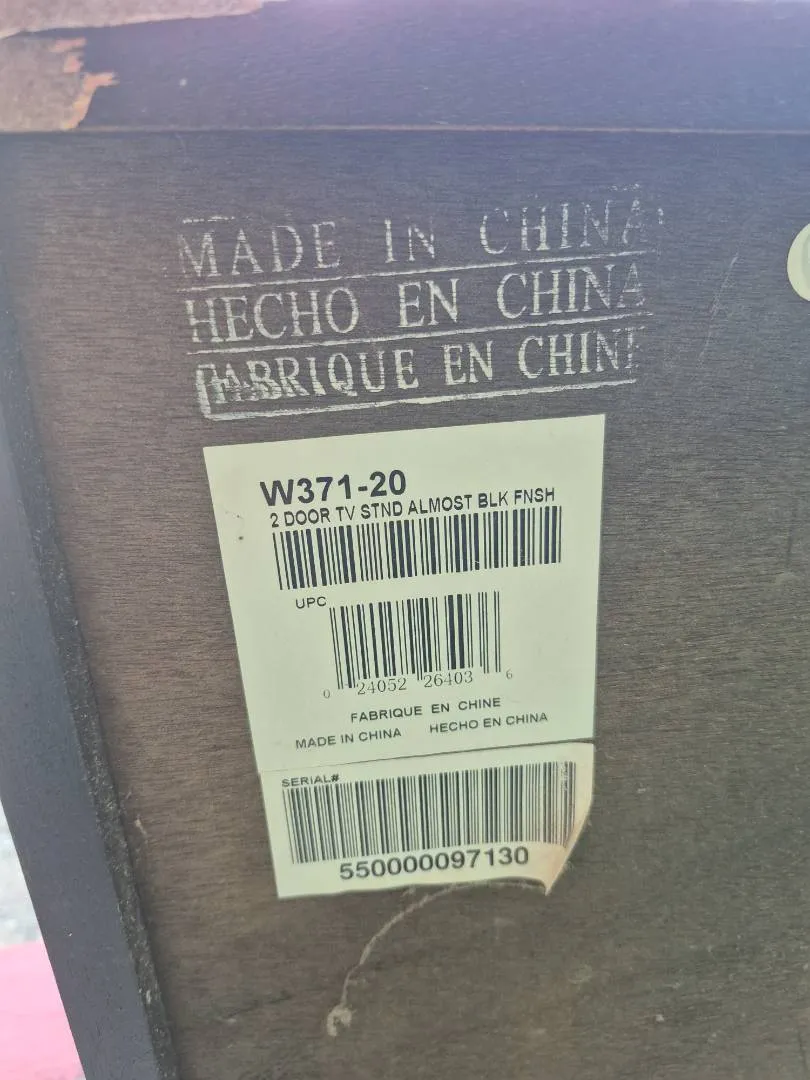 MADE IN CHINA
HECHO EN CHINA
FABRIQUE EN CHINE
W371-20
2 DOOR TV STND ALMOST BLK FNSH
UPC
0 24052 26403 6
FABRIQUE EN CHINE
MADE IN CHINA HECHO EN CHINA
SERIAL#
550000097130